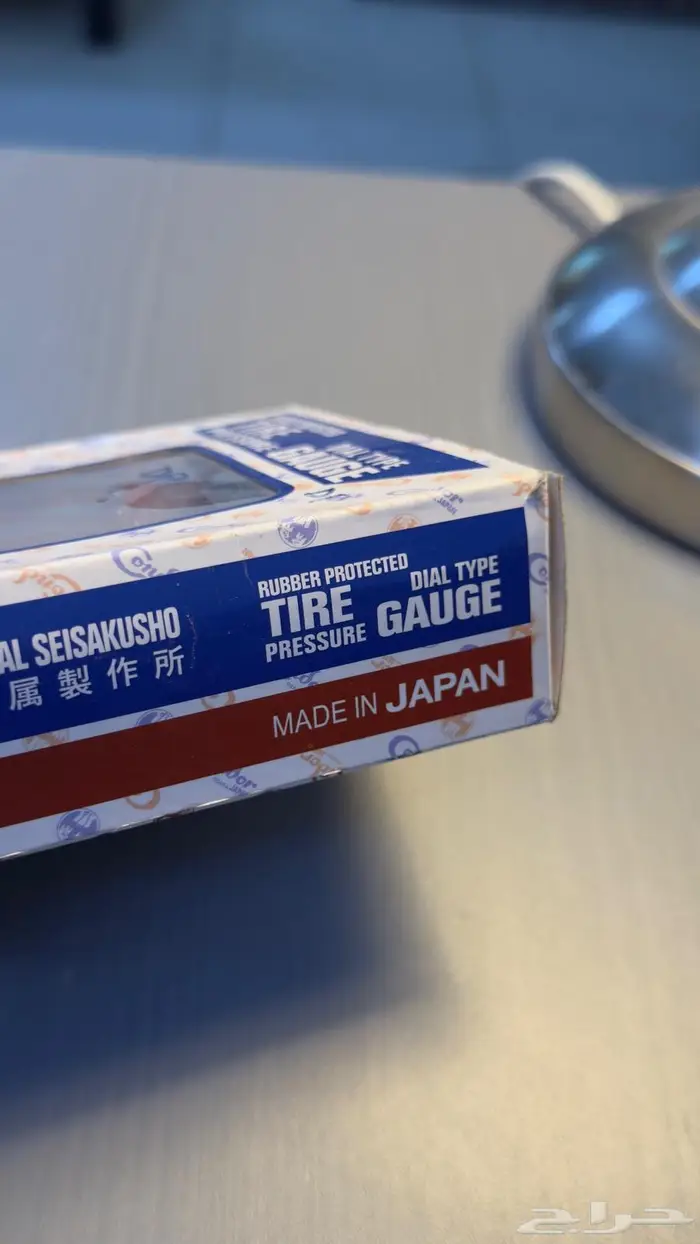 DIAL TYPE
GAUGE
Condor
AL SEISAKUSHO
属製作所
RUBBER PROTECTED
TIRE
PRESSURE
DIAL TYPE
GAUGE
MADE IN JAPAN
حراج